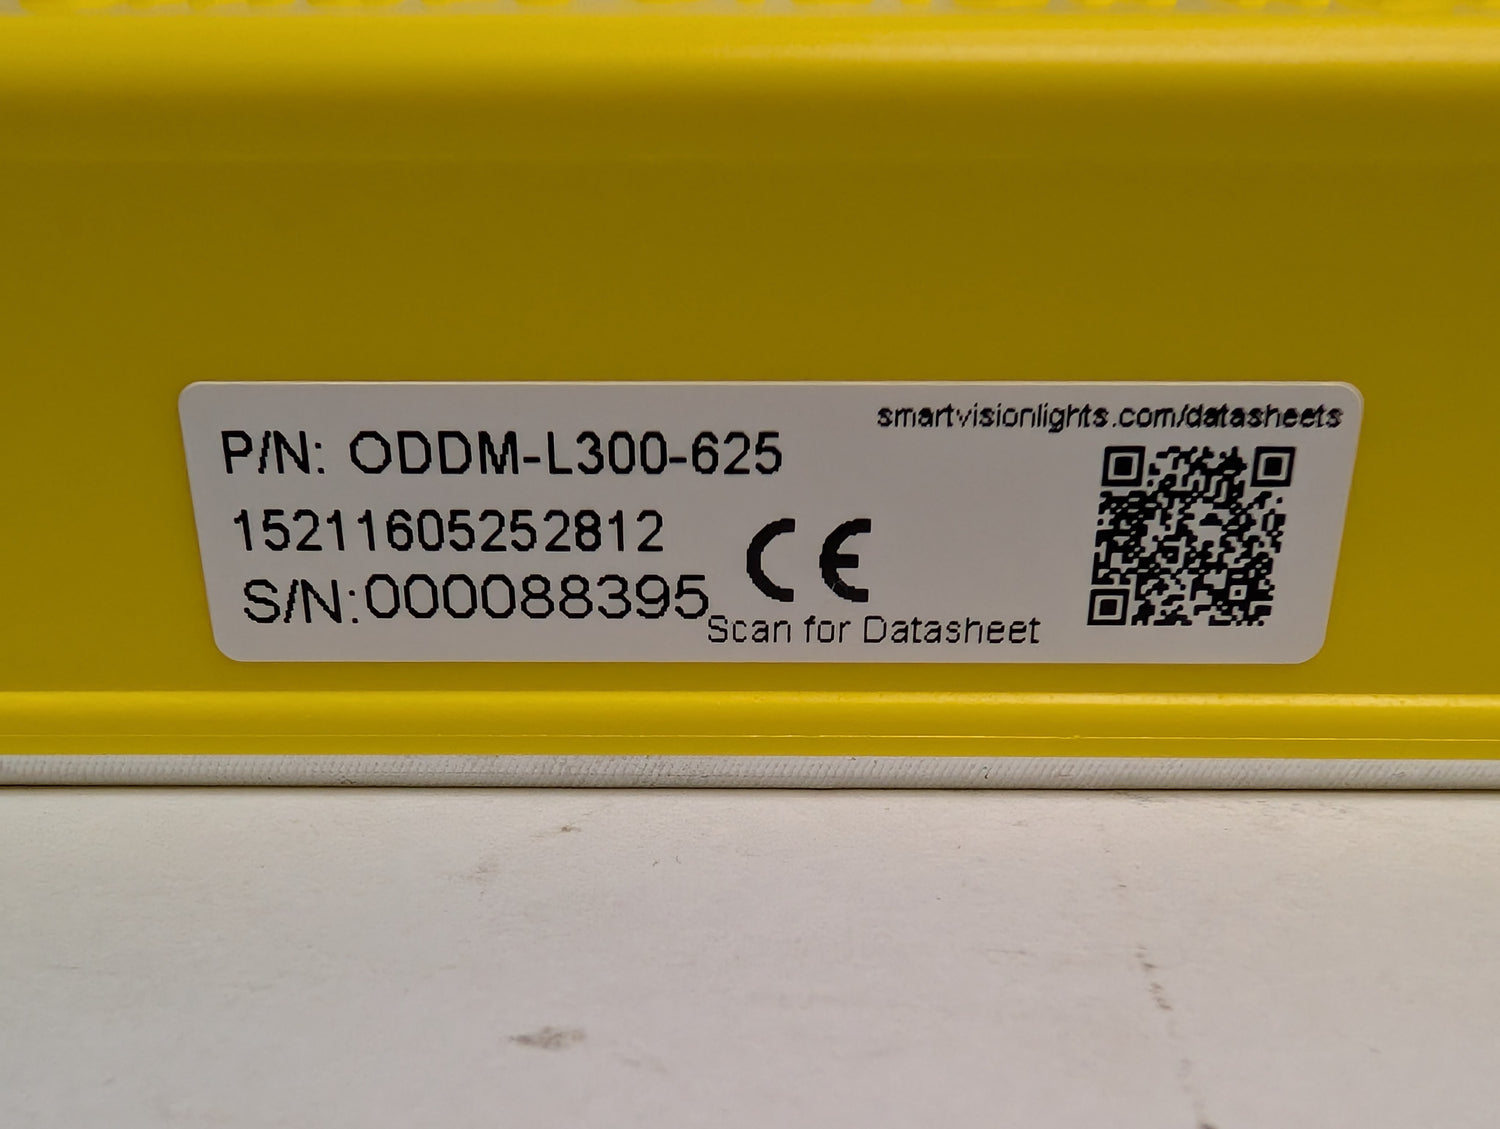 smartvisionlights.com/datasheets
P/N: ODDM-L300-625
15211605252812
S/N:000088395
CE
Scan for Datasheet